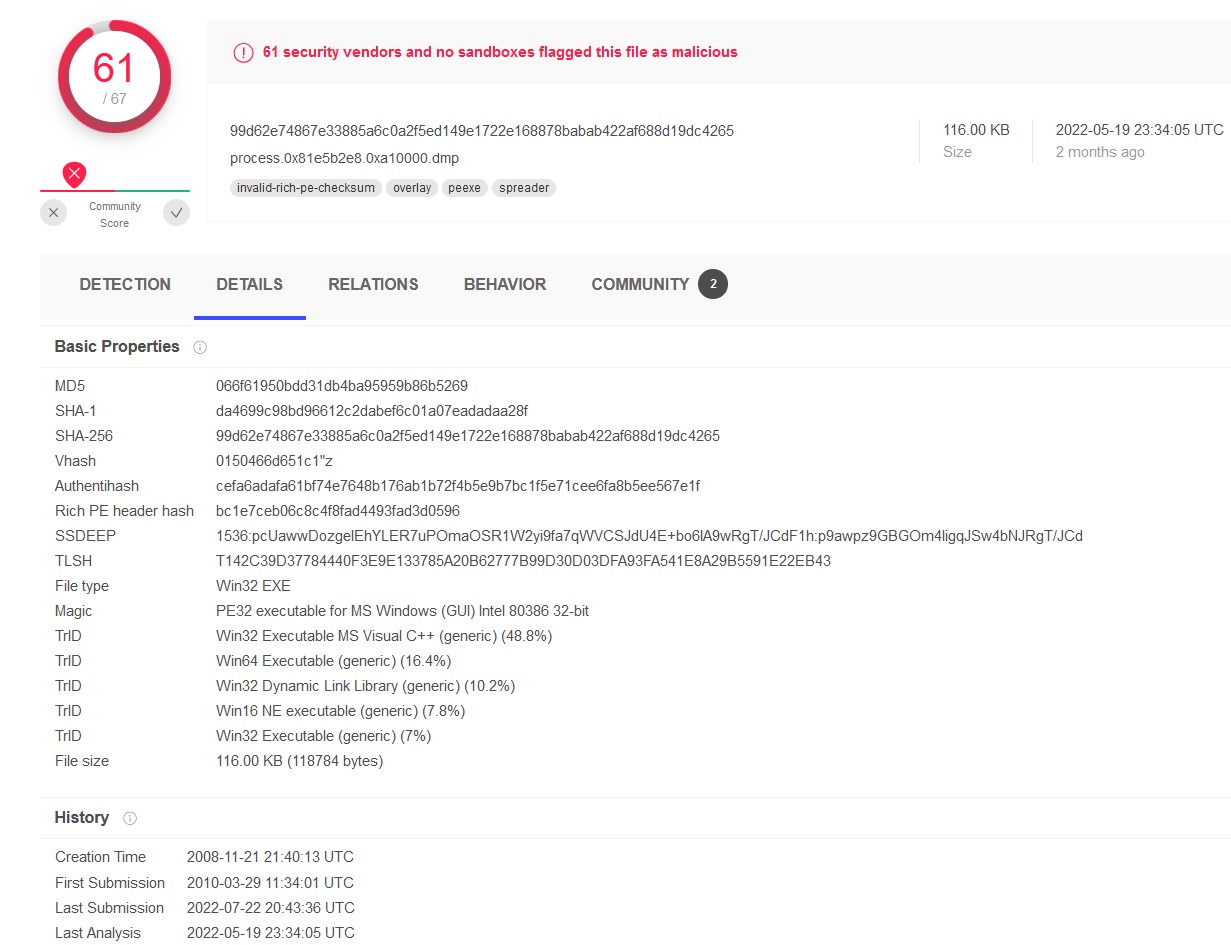 61
/ 67
61 security vendors and no sandboxes flagged this file as malicious
99d62e74867e33885a6c0a2f5ed149e1722e168878babab422af688d19dc4265
process.0x81e5b2e8.0xa10000.dmp
invalid-rich-pe-checksum overlay peexe spreader
116.00 KB
Size
2022-05-19 23:34:05 UTC
2 months ago
Community
Score
DETECTION DETAILS RELATIONS BEHAVIOR COMMUNITY 2
Basic Properties
MD5 066f61950bdd31db4ba95959b86b5269
SHA-1 da4699c98bd96612c2dabef6c01a07eadadaa28f
SHA-256 99d62e74867e33885a6c0a2f5ed149e1722e168878babab422af688d19dc4265
Vhash 0150466d651c1"z
Authentihash cefa6adafa61bf74e7648b176ab1b72f4b5e9b7bc1f5e71cee6fa8b5ee567e1f
Rich PE header hash bc1e7ceb06c8c4f8fad4493fad3d0596
SSDEEP 1536:pcUawwDozgelEhYLER7uPOmaOSR1W2yi9fa7qWVCSJdU4E+bo6lA9wRgT/JCdF1h:p9awpz9GBGOm4ligqJSw4bNJRgT/JCd
TLSH T142C39D37784440F3E9E133785A20B62777B99D30D03DFA93FA541E8A29B5591E22EB43
File type Win32 EXE
Magic PE32 executable for MS Windows (GUI) Intel 80386 32-bit
TrID Win32 Executable MS Visual C++ (generic) (48.8%)
TrID Win64 Executable (generic) (16.4%)
TrID Win32 Dynamic Link Library (generic) (10.2%)
TrID Win16 NE executable (generic) (7.8%)
TrID Win32 Executable (generic) (7%)
File size 116.00 KB (118784 bytes)
History
Creation Time 2008-11-21 21:40:13 UTC
First Submission 2010-03-29 11:34:01 UTC
Last Submission 2022-07-22 20:43:36 UTC
Last Analysis 2022-05-19 23:34:05 UTC